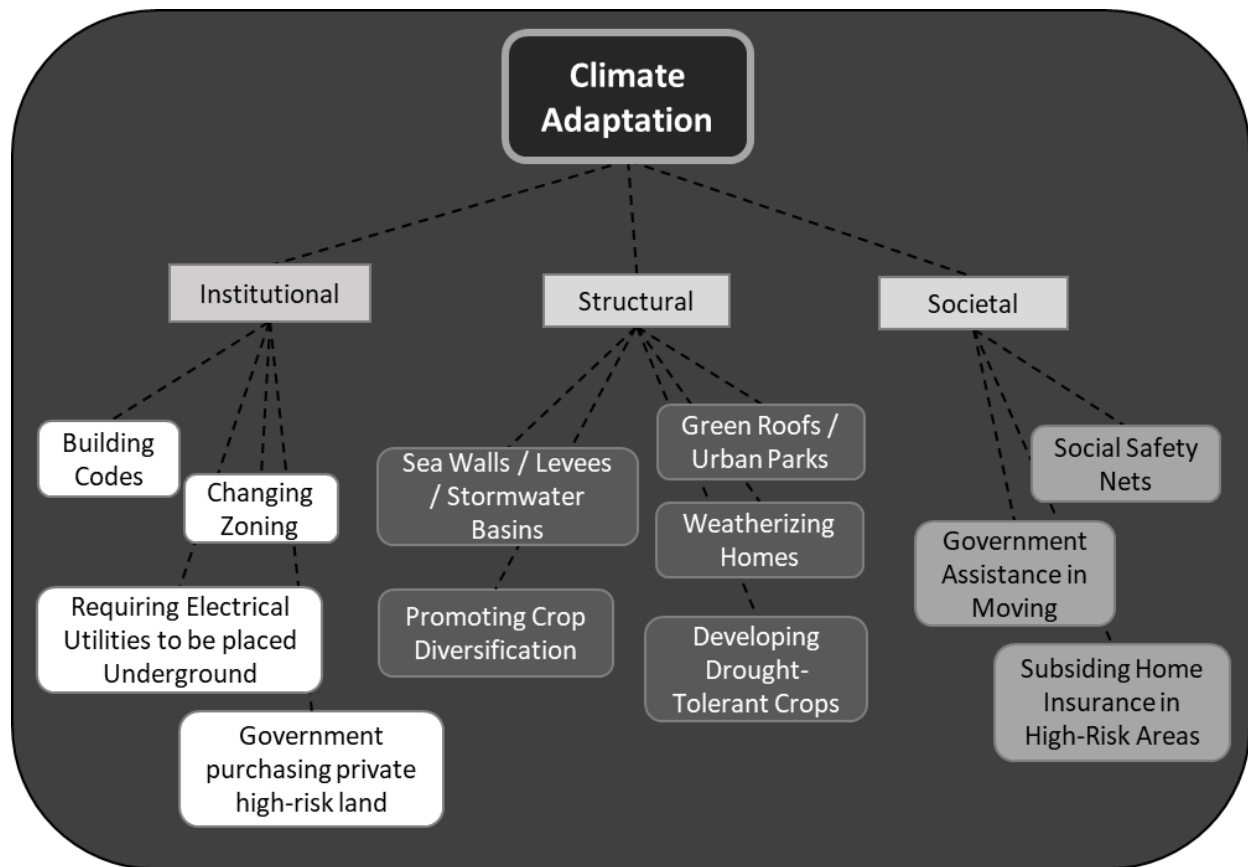 Climate
Adaptation
Institutional
Structural
Societal
Building
Codes
Changing
Zoning
Requiring Electrical
Utilities to be placed
Underground
Government
purchasing private
high-risk land
Sea Walls / Levees
/ Stormwater
Basins
Promoting Crop
Diversification
Green Roofs /
Urban Parks
Weatherizing
Homes
Developing
Drought-
Tolerant Crops
Social Safety
Nets
Government
Assistance in
Moving
Subsiding Home
Insurance in
High-Risk Areas